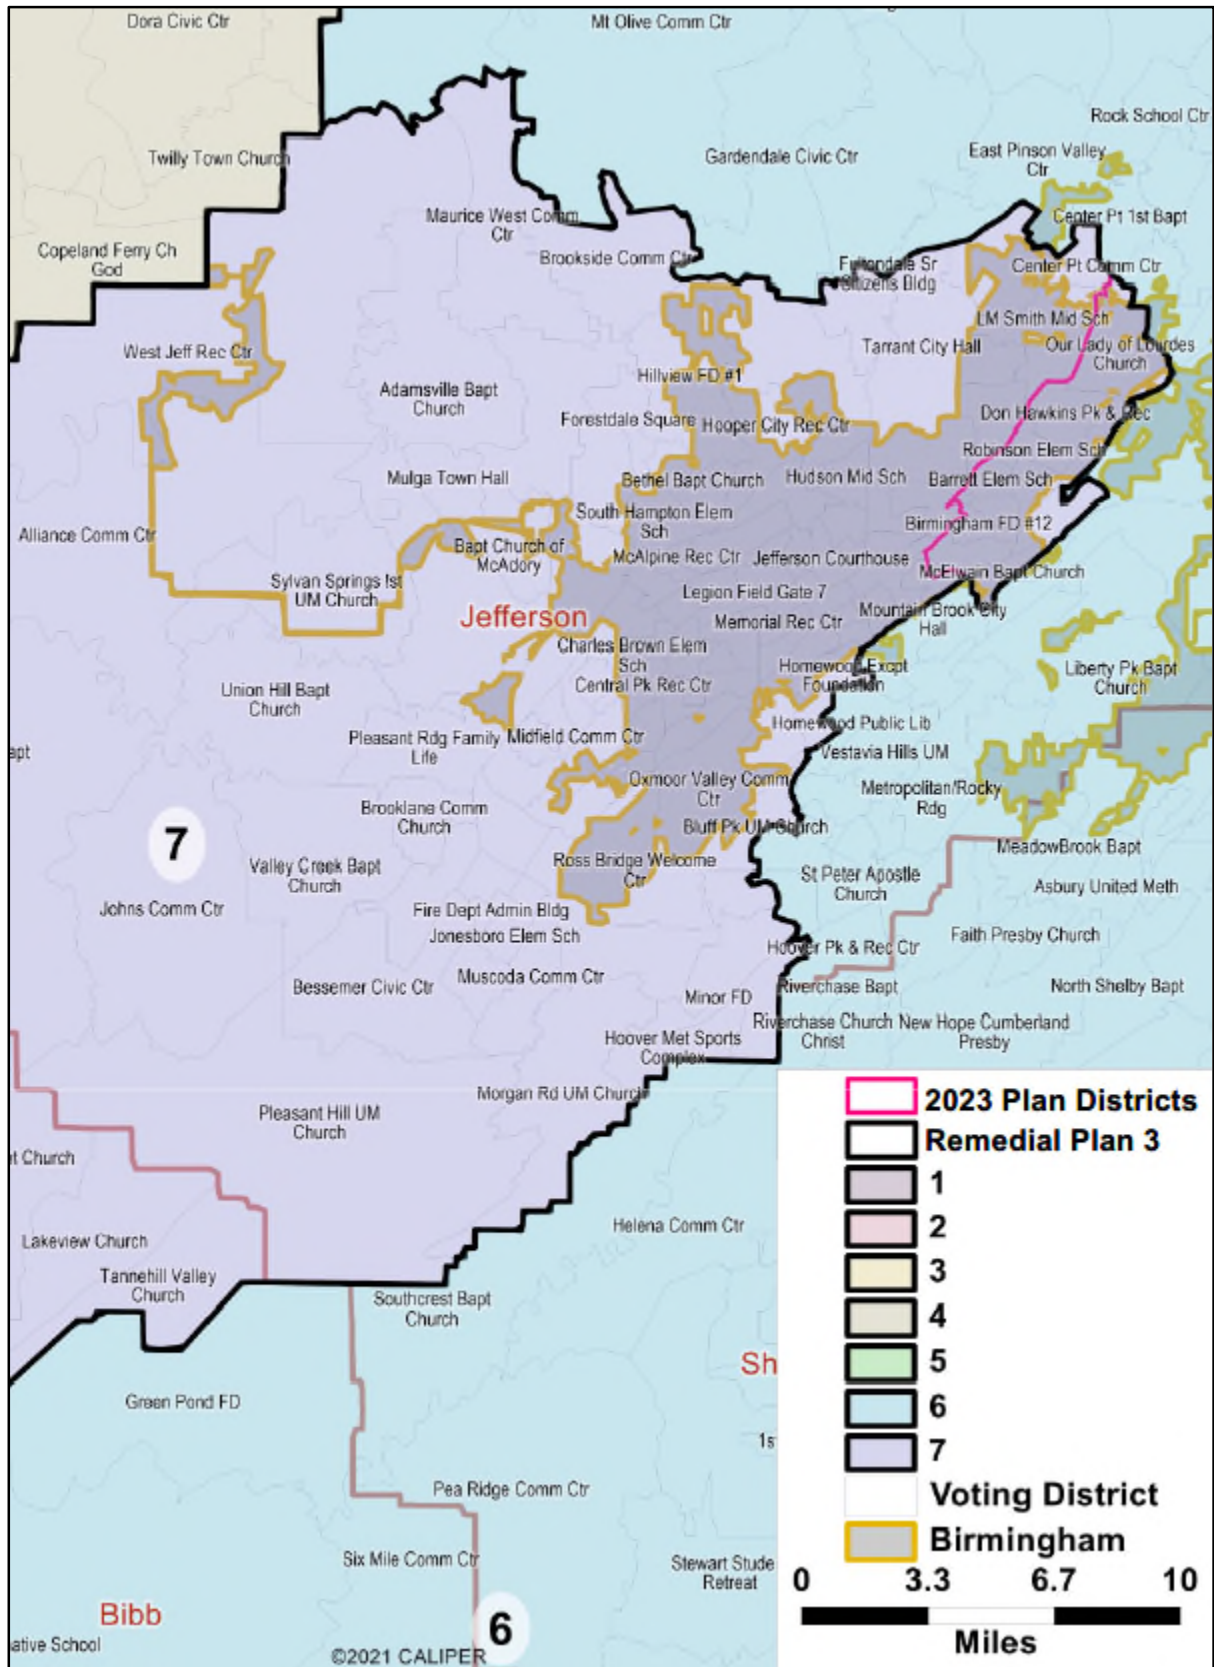 Dora Civic Ctr
Mt Olive Comm Ctr
Rock School Ctr
Twilly Town Church
Gardendale Civic Ctr
East Pinson Valley
Ctr
Maurice West Comm
Ctr
Center Pt 1st Bapt
Copeland Ferry Ch
God
Brookside Comm Ctr
Fultondale Sr
Citizens Bldg
Center Pt Comm Ctr
LM Smith Mid Sch
West Jeff Rec Ctr
Tarrant City Hall
Our Lady of Lourdes
Church
Hillview FD #1
Adamsville Bapt
Church
Forestdale Square
Hooper City Rec Ctr
Don Hawkins Pk & Rec
Robinson Elem Sch
Mulga Town Hall
Bethel Bapt Church
Hudson Mid Sch
Barrett Elem Sch
South Hampton Elem
Sch
Birmingham FD #12
Alliance Comm Ctr
Bapt Church of
McAdory
McAlpine Rec Ctr
Jefferson Courthouse
McElwain Bapt Church
Sylvan Springs Ist
UM Church
Legion Field Gate 7
Jefferson
Memorial Rec Ctr
Mountain Brook City
Hall
Charles Brown Elem
Sch
Homewood Excpt
Foundation
Liberty Pk Bapt
Church
Central Pk Rec Ctr
Union Hill Bapt
Church
Homewood Public Lib
Pleasant Rdg Family
Life
Midfield Comm Ctr
Vestavia Hills UM
apt
Oxmoor Valley Comm
Ctr
Metropolitan/Rocky
Rdg
Brooklane Comm
Church
Bluff Pk UM Church
7
MeadowBrook Bapt
Valley Creek Bapt
Church
Ross Bridge Welcome
Ctr
St Peter Apostle
Church
Asbury United Meth
Johns Comm Ctr
Fire Dept Admin Bldg
Jonesboro Elem Sch
Faith Presby Church
Hoover Pk & Rec Ctr
Muscoda Comm Ctr
Bessemer Civic Ctr
Minor FD
Riverchase Bapt
North Shelby Bapt
Riverchase Church
Christ
New Hope Cumberland
Presby
Hoover Met Sports
Complex
Morgan Rd UM Church
Pleasant Hill UM
Church
t Church
Lakeview Church
Helena Comm Ctr
Tannehill Valley
Church
Southcrest Bapt
Church
Sh
Green Pond FD
1s
Pea Ridge Comm Ctr
Six Mile Comm Ctr
Stewart Stude
Retreat
Bibb
6
ative School
©2021 CALIPER
2023 Plan Districts
Remedial Plan 3
1
2
3
4
5
6
7
Voting District
Birmingham
0 3.3 6.7 10
Miles